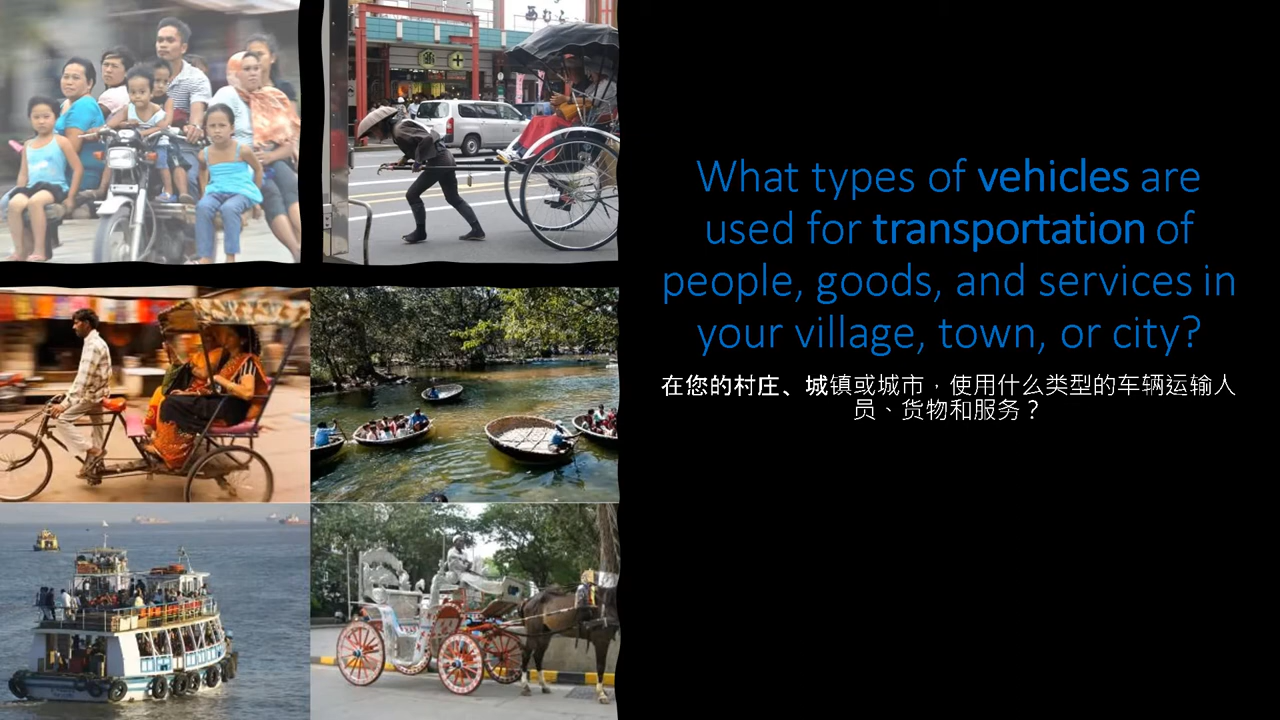 What types of vehicles are
used for transportation of
people, goods, and services in
your village, town, or city?
在您的村庄、城镇或城市，使用什么类型的车辆运输人
员、货物和服务？